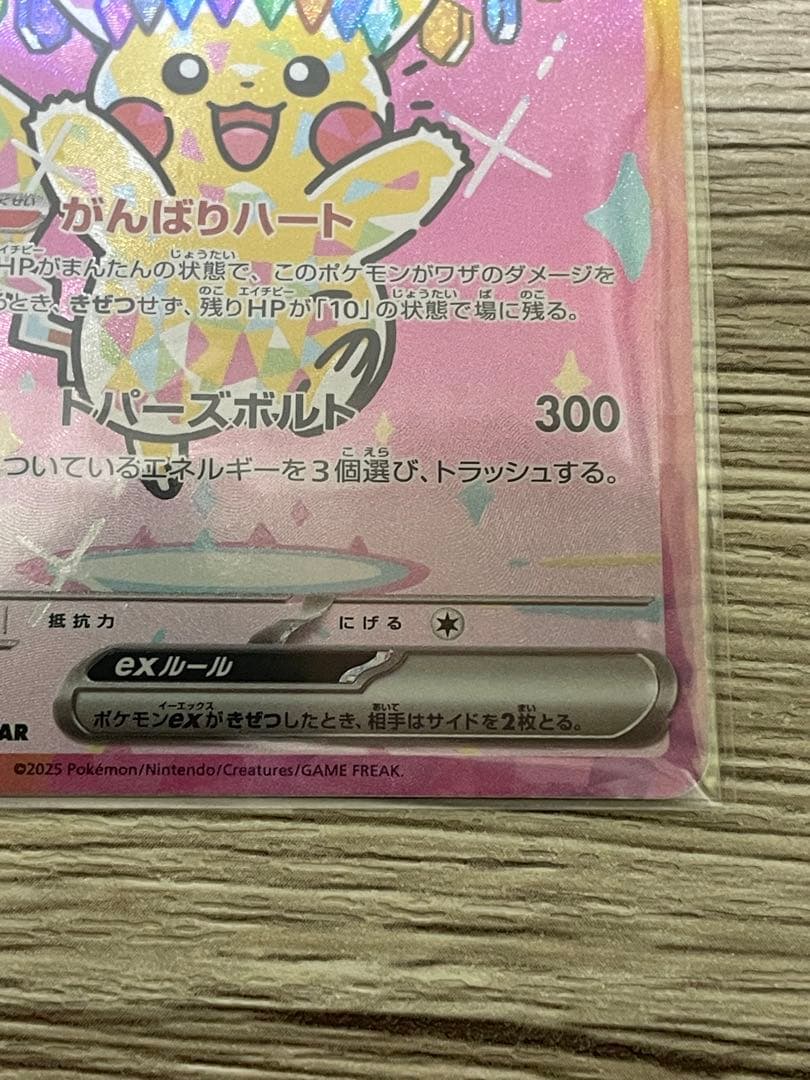 がんばりハート
HPがまんたんの状態で、このポケモンがワザのダメージを
とき、きぜつせず、残りHPが「10」の状態で場に残る。
トパーズボルト 300
ついているエネルギーを3個選び、トラッシュする。
抵抗力 にげる
exルール
ポケモンexがきぜつしたとき、相手はサイドを2枚とる。
AR
©2025 Pokémon/Nintendo/Creatures/GAME FREAK.